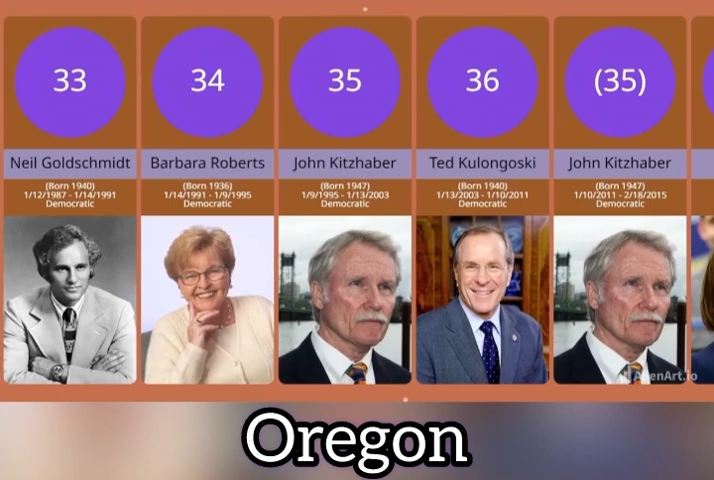 33
Neil Goldschmidt
(Born 1940)
1/12/1987 - 1/14/1991
Democratic
34
Barbara Roberts
(Born 1936)
1/14/1991 - 1/9/1995
Democratic
35
John Kitzhaber
(Born 1947)
1/9/1995 - 1/13/2003
Democratic
36
Ted Kulongoski
(Born 1940)
1/13/2003 - 1/10/2011
Democratic
(35)
John Kitzhaber
(Born 1947)
1/10/2011 - 2/18/2015
Democratic
Oregon